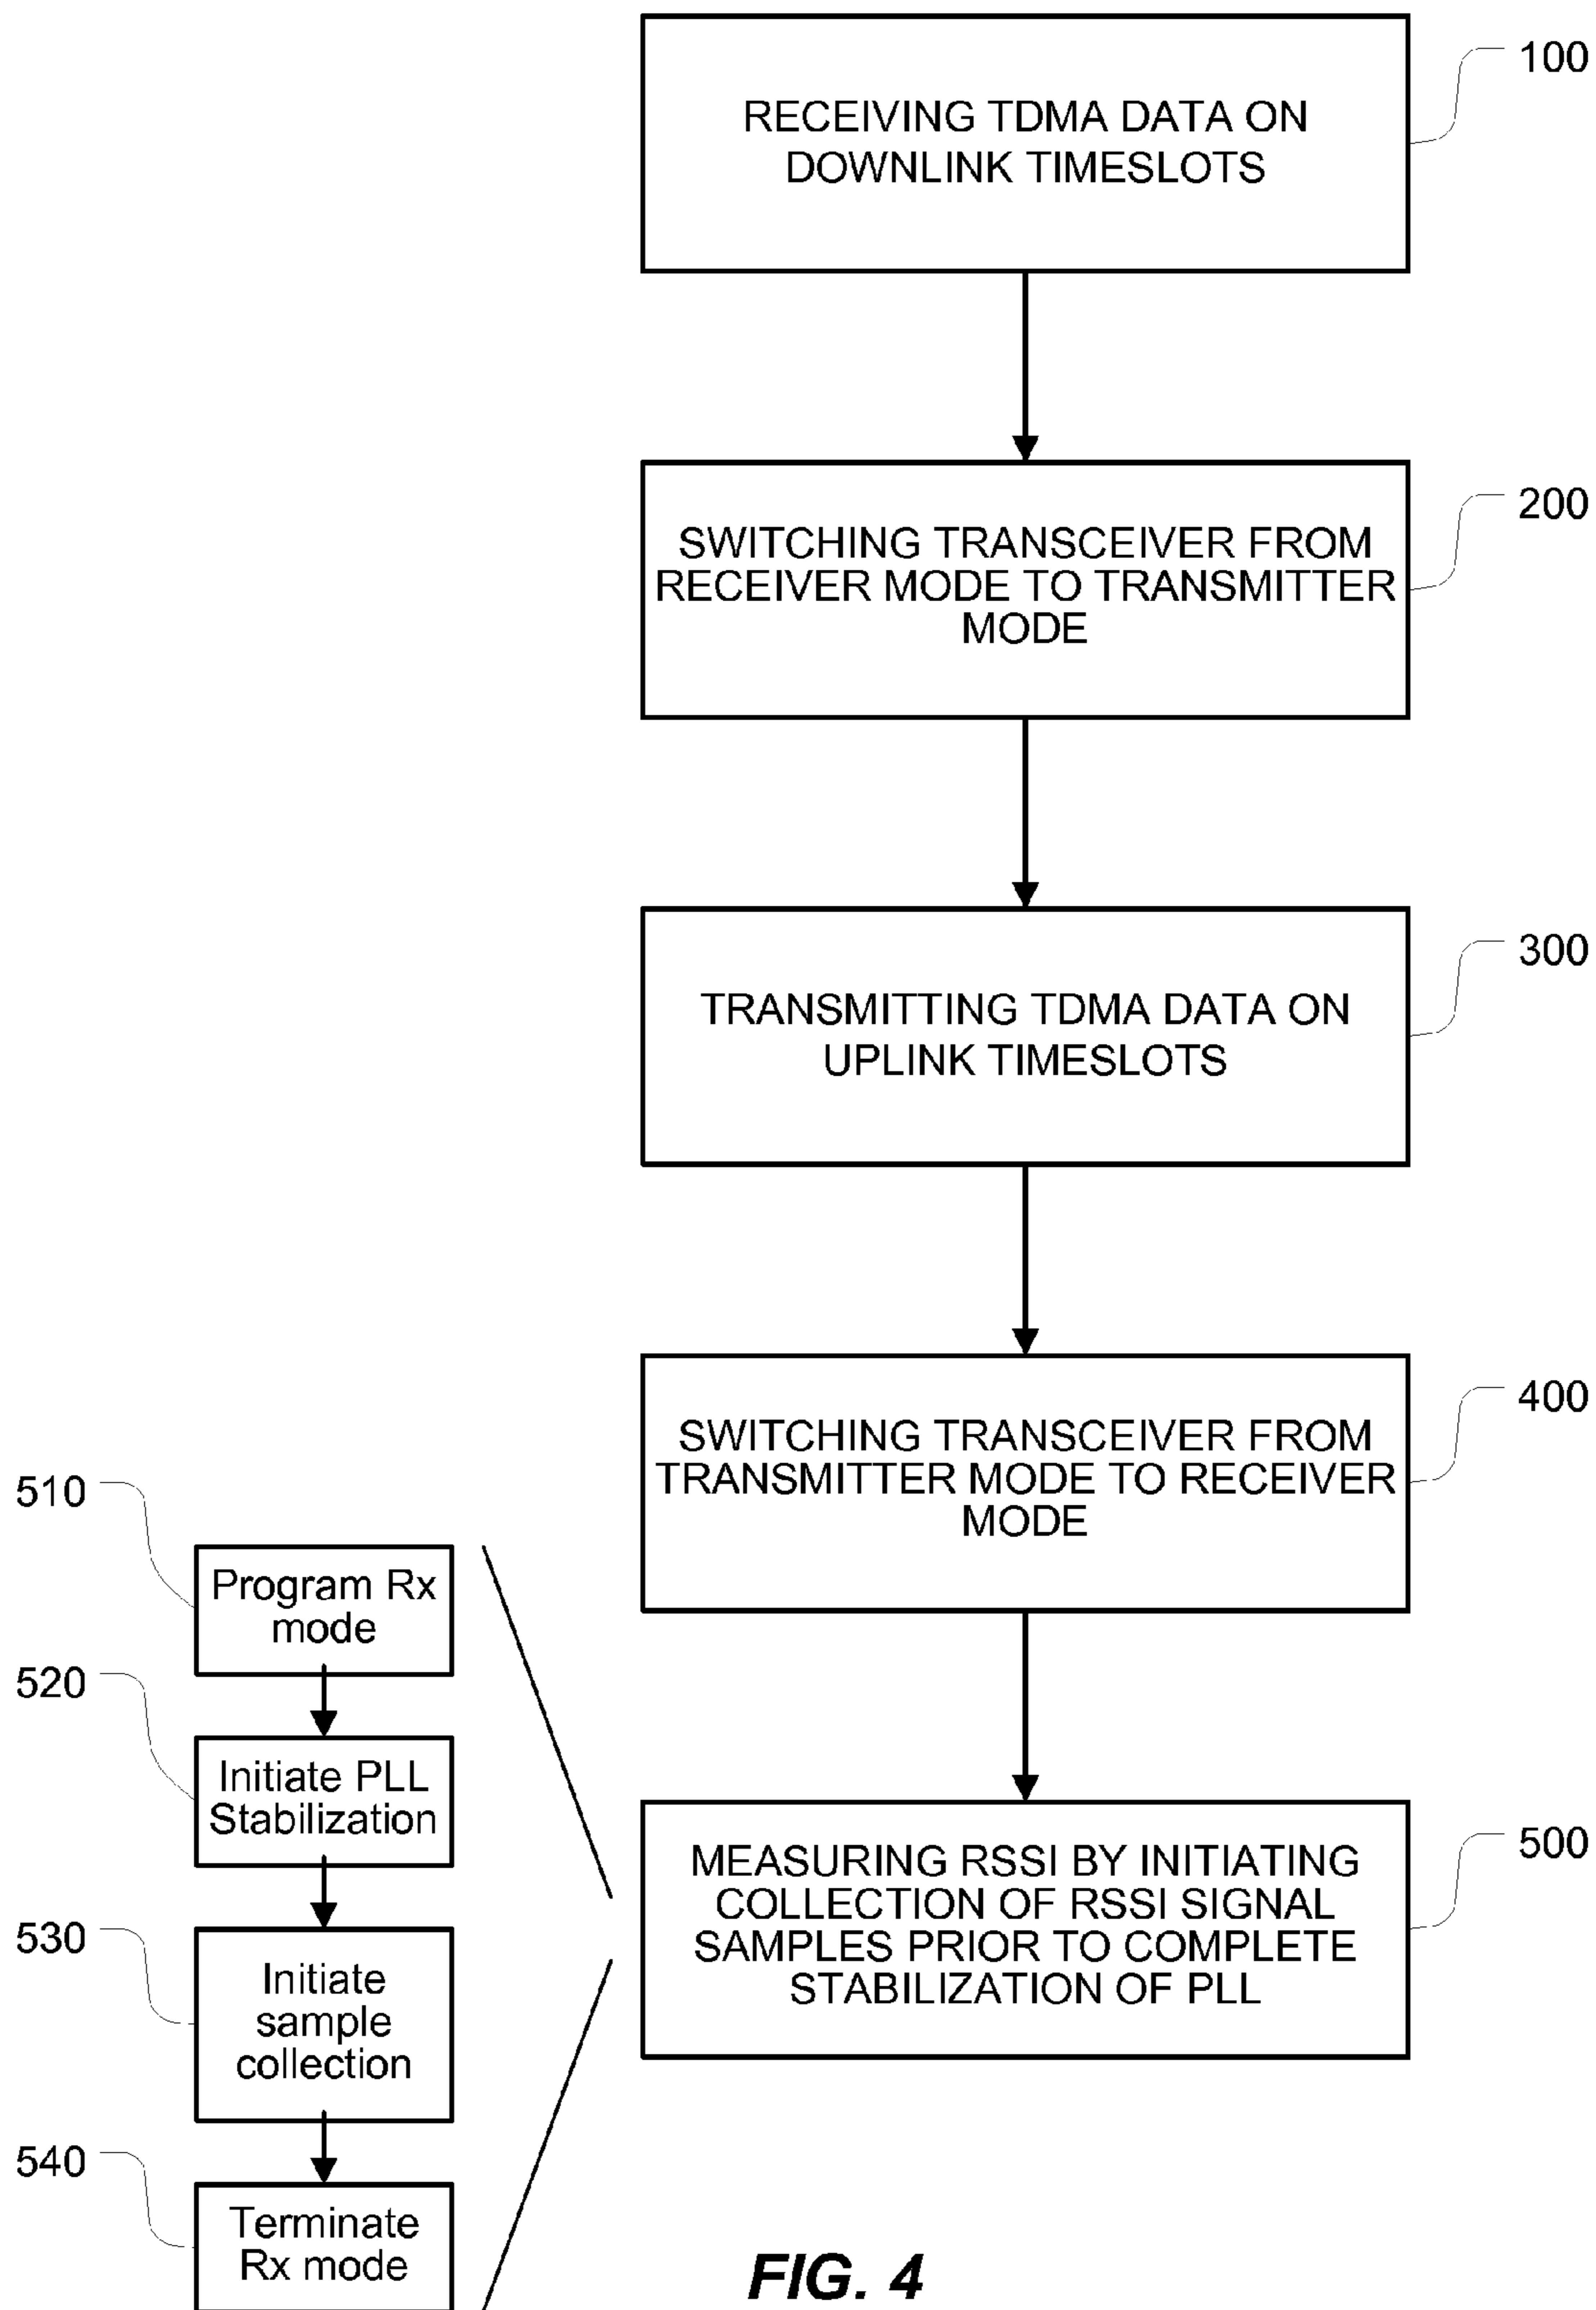 RECEIVING TDMA DATA ON
DOWNLINK TIMESLOTS
100
SWITCHING TRANSCEIVER FROM
RECEIVER MODE TO TRANSMITTER
MODE
200
TRANSMITTING TDMA DATA ON
UPLINK TIMESLOTS
300
SWITCHING TRANSCEIVER FROM
TRANSMITTER MODE TO RECEIVER
MODE
400
MEASURING RSSI BY INITIATING
COLLECTION OF RSSI SIGNAL
SAMPLES PRIOR TO COMPLETE
STABILIZATION OF PLL
500
510
Program Rx
mode
520
Initiate PLL
Stabilization
530
Initiate
sample
collection
540
Terminate
Rx mode
FIG. 4